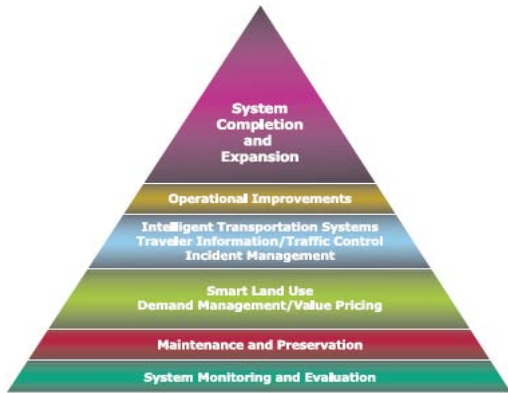 System
Completion
and
Expansion
Operational Improvements
Intelligent Transportation Systems
Traveler Information/Traffic Control
Incident Management
Smart Land Use
Demand Management/Value Pricing
Maintenance and Preservation
System Monitoring and Evaluation